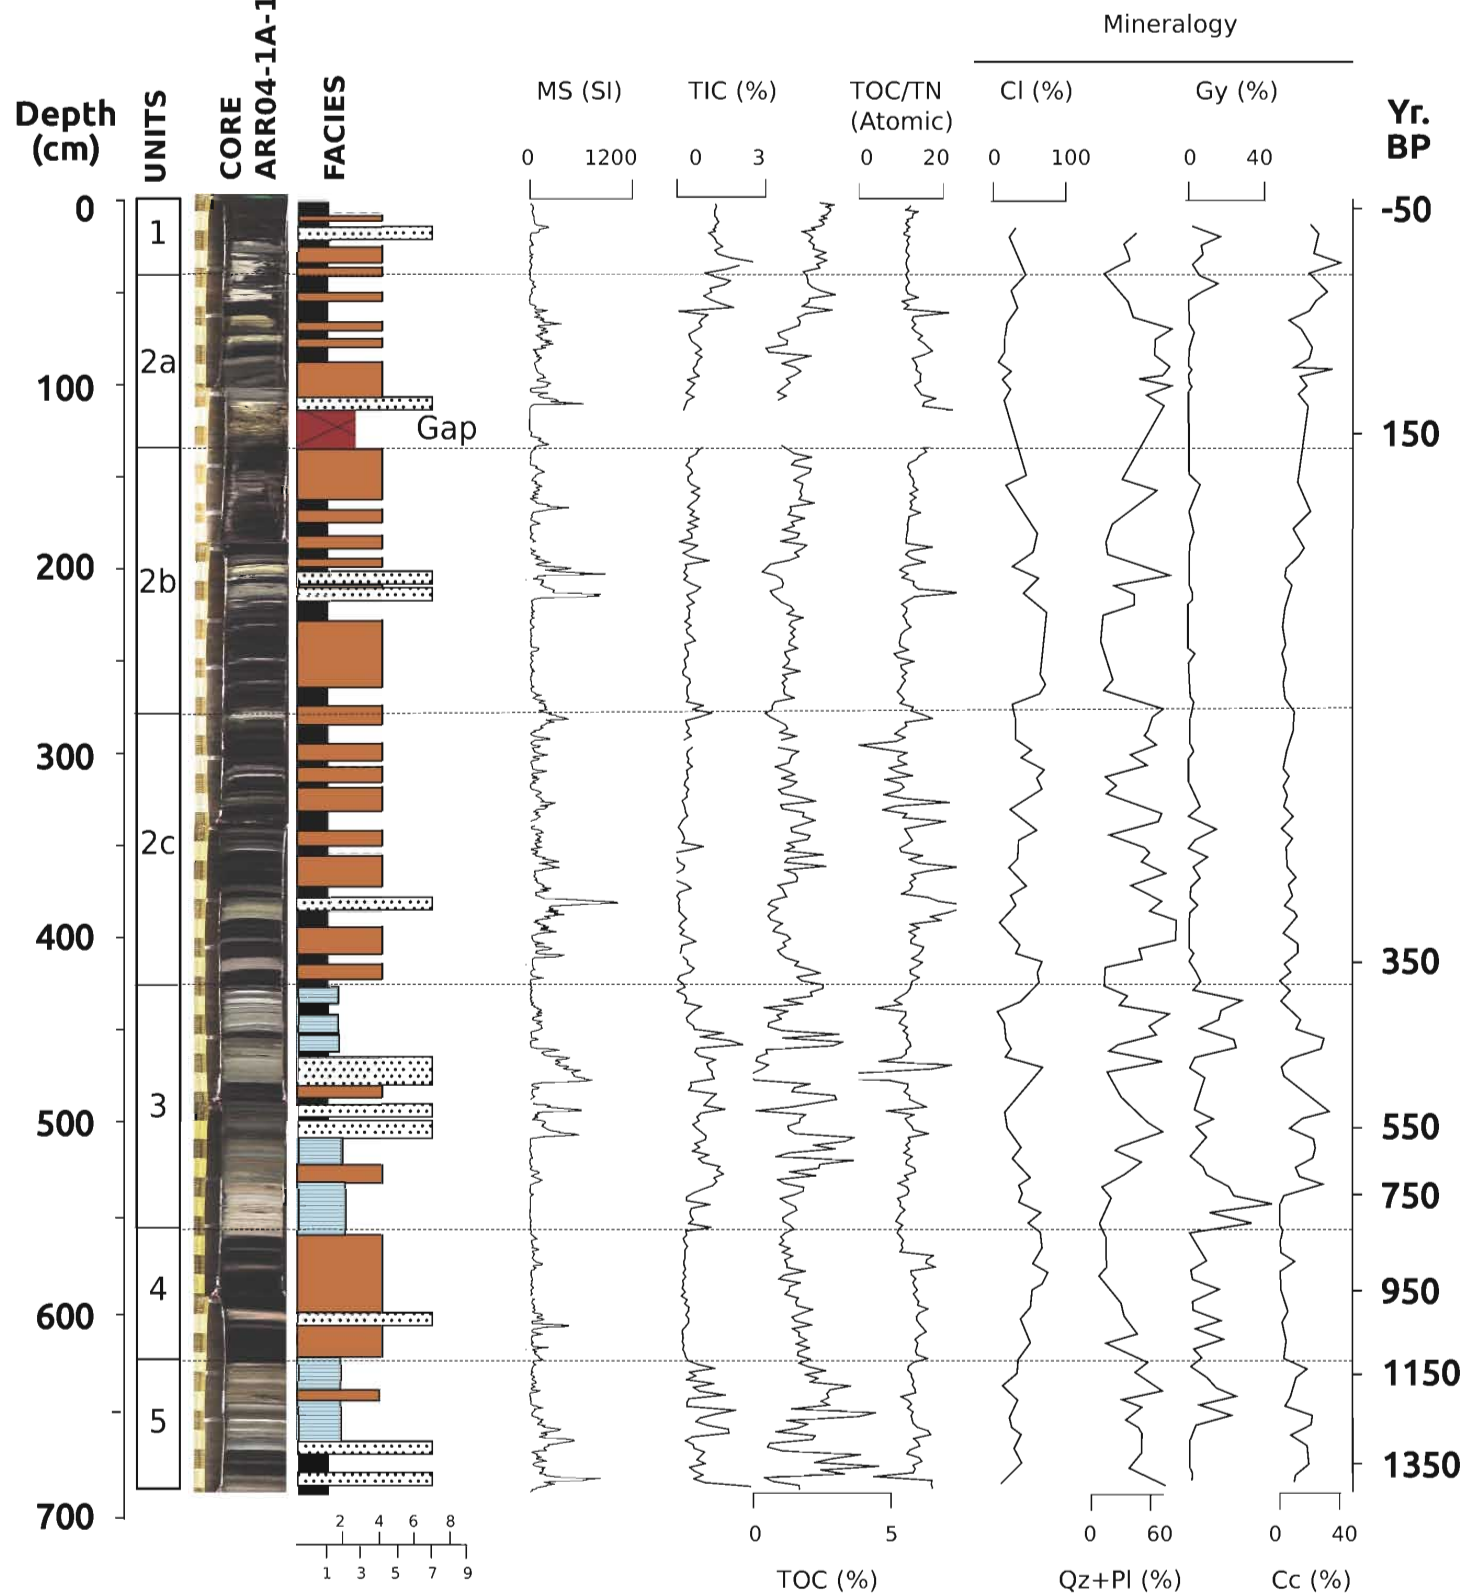 Mineralogy
Depth
(cm)
UNITS
CORE
ARR04-1A-1
FACIES
MS (SI)
TIC (%)
TOC/TN
(Atomic)
Cl (%)
Gy (%)
Yr.
BP
0 1200
0 3
0 20
0 100
0 40
0
100
200
300
400
500
600
700
1
2a
2b
2c
3
4
5
Gap
-50
150
350
550
750
950
1150
1350
2 4 6 8
1 3 5 7 9
0 5
TOC (%)
0 60
Qz+Pl (%)
0 40
Cc (%)